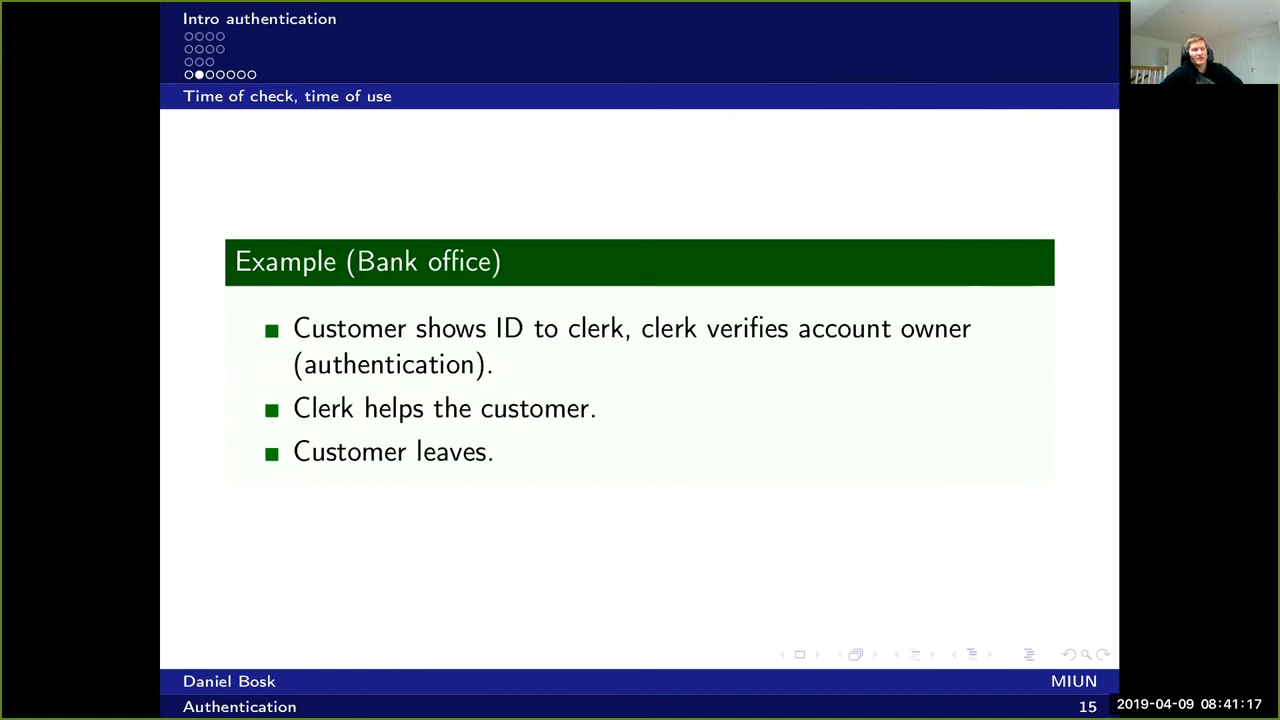 Intro authentication
Time of check, time of use
Example (Bank office)
Customer shows ID to clerk, clerk verifies account owner
(authentication).
Clerk helps the customer.
Customer leaves.
Daniel Bosk MIUN
Authentication 15
2019-04-09 08:41:17